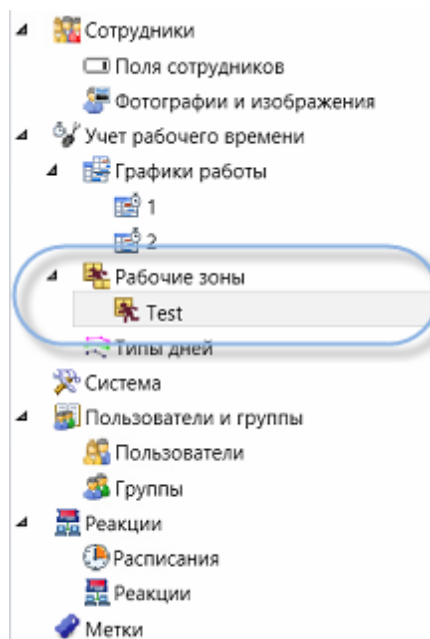 Сотрудники
Поля сотрудников
Фотографии и изображения
Учет рабочего времени
Графики работы
1
2
Рабочие зоны
Test
Типы дней
Система
Пользователи и группы
Пользователи
Группы
Реакции
Расписания
Реакции
Метки